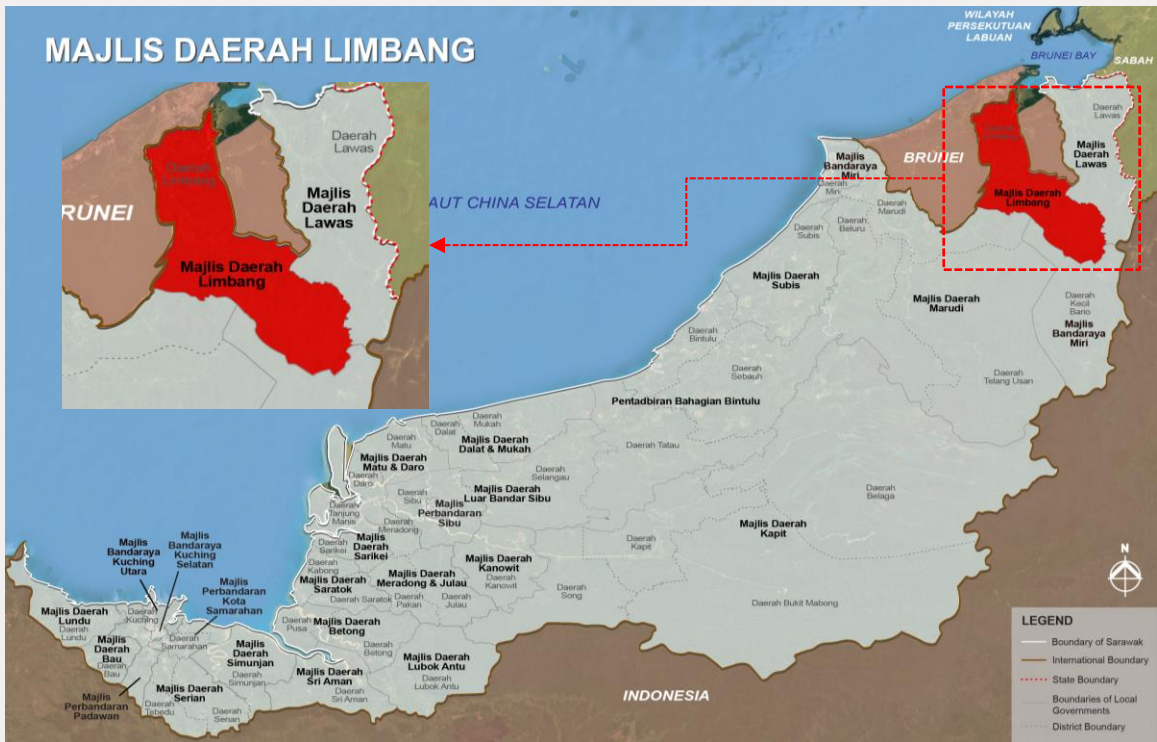 MAJLIS DAERAH LIMBANG
WILAYAH
PERSEKUTUAN
LABUAN
BRUNEI BAY
SABAH
Daerah
Lawas
Majlis
Daerah
Lawas
Daerah
Limbang
RUNEI
Majlis Daerah
Limbang
AUT CHINA SELATAN
Daerah
Lawas
Majlis
Daerah
Lawas
Daerah
Limbang
BRUNEI
Majlis Daerah
Limbang
Majlis
Bandaraya
Miri
Daerah
Miri
Daerah
Marudi
Daerah
Beluru
Daerah
Subis
Majlis Daerah
Subis
Majlis Daerah
Marudi
Daerah
Kecil
Bario
Majlis
Bandaraya
Miri
Daerah
Bintulu
Daerah
Sebauh
Daerah
Telang Usan
Pentadbiran Bahagian Bintulu
Daerah
Mukah
Daerah
Dalat
Daerah
Matu
Majlis Daerah
Dalat & Mukah
Majlis Daerah
Matu & Daro
Daerah
Daro
Daerah Tatau
Daerah
Selangau
Daerah
Belaga
Daerah
Sibu
Majlis Daerah
Luar Bandar Sibu
Majlis
Perbandaran
Sibu
Daerah
Tanjung
Manis
Daerah
Meradong
Majlis Daerah
Kapit
Majlis
Daerah
Sarikei
Daerah
Sarikei
Daerah
Kapit
Majlis Daerah
Kanowit
Daerah
Kanowit
Daerah
Kabong
Majlis Daerah
Saratok
Majlis Daerah
Meradong & Julau
Daerah
Song
Daerah Saratok
Daerah
Pakan
Daerah
Julau
Daerah Bukit Mabong
Daerah
Pusa
Majlis Daerah
Betong
Daerah
Betong
Majlis
Bandaraya
Kuching
Utara
Majlis
Bandaraya
Kuching
Selatan
Majlis
Perbandaran
Kota
Samarahan
Majlis Daerah
Lundu
Daerah
Lundu
Daerah
Kuching
Daerah
Samarahan
Majlis
Daerah
Bau
Daerah
Bau
Majlis
Daerah
Simunjan
Daerah
Simunjan
Majlis Daerah
Sri Aman
Daerah
Sri Aman
Majlis Daerah
Lubok Antu
Daerah
Lubok Antu
Majlis
Perbandaran
Padawan
Majlis Daerah
Serian
Daerah
Tebedu
Daerah
Serian
INDONESIA
N
LEGEND
Boundary of Sarawak
International Boundary
State Boundary
Boundaries of Local
Governments
District Boundary